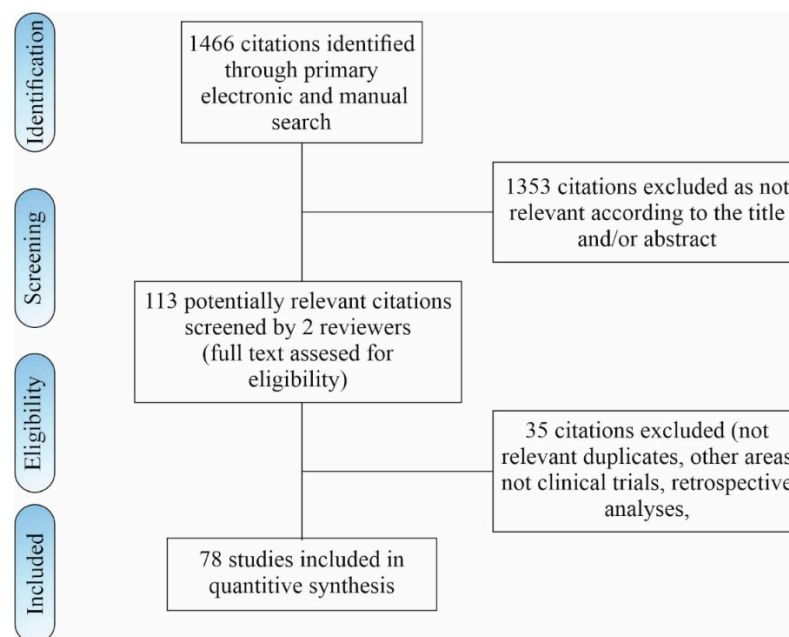 Identification
1466 citations identified
through primary
electronic and manual
search
1353 citations excluded as not
relevant according to the title
and/or abstract
Screening
113 potentially relevant citations
screened by 2 reviewers
(full text assesed for
eligibility)
Eligibility
35 citations excluded (not
relevant duplicates, other areas
not clinical trials, retrospective
analyses,
Included
78 studies included in
quantitive synthesis